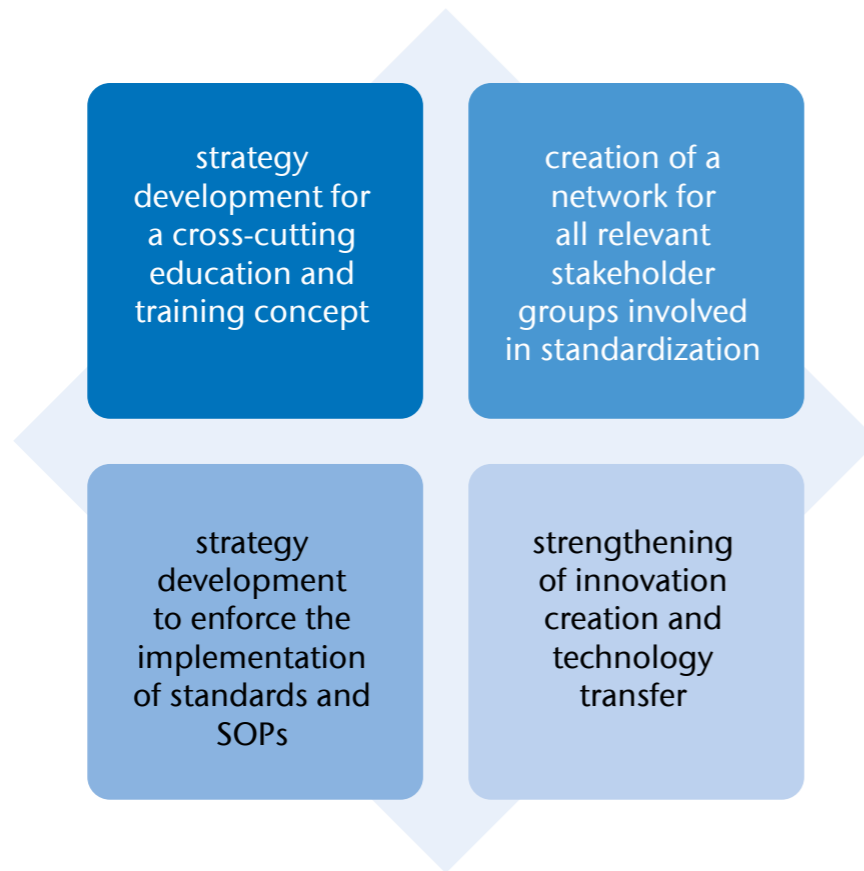 strategy
development for
a cross-cutting
education and
training concept
creation of a
network for
all relevant
stakeholder
groups involved
in standardization
strategy
development
to enforce the
implementation
of standards and
SOPs
strengthening
of innovation
creation and
technology
transfer